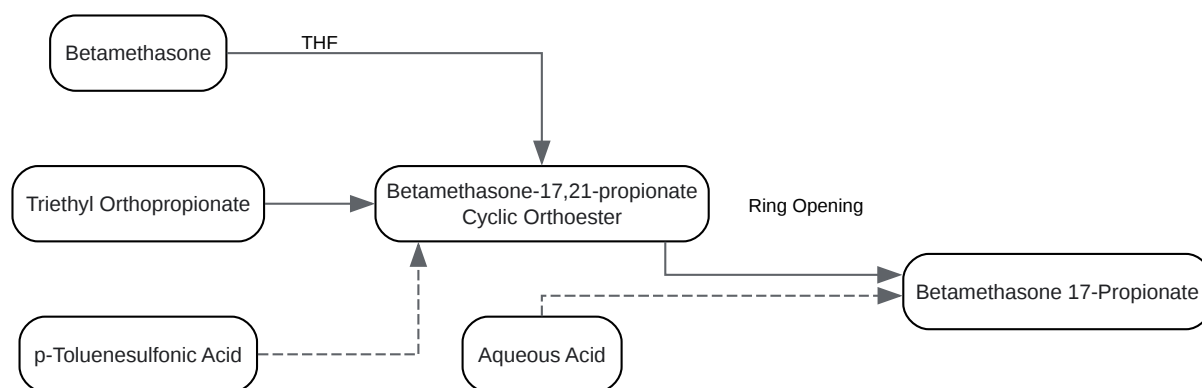 Betamethasone
THF
Triethyl Orthopropionate
Betamethasone-17,21-propionate
Cyclic Orthoester
Ring Opening
Betamethasone 17-Propionate
p-Toluenesulfonic Acid
Aqueous Acid